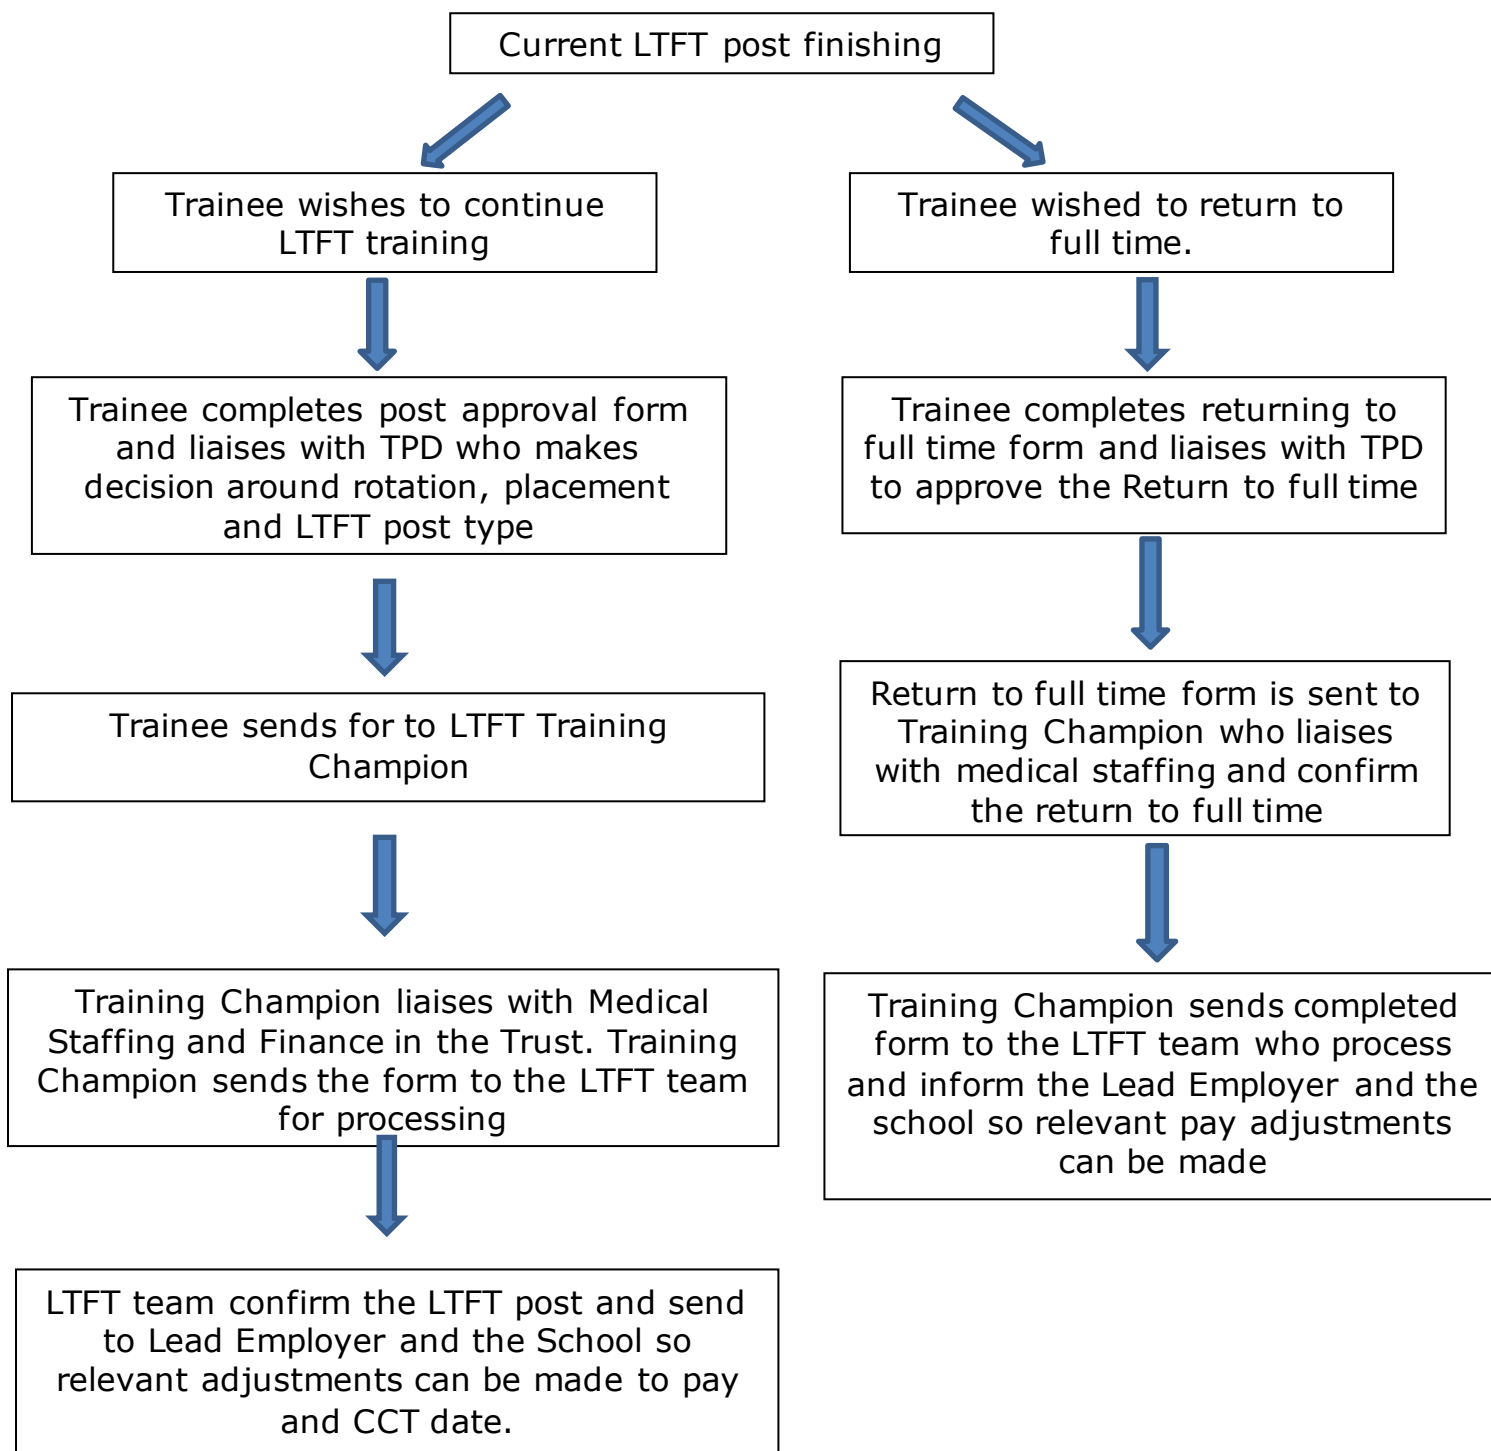 Current LTFT post finishing
Trainee wishes to continue
LTFT training
Trainee completes post approval form
and liaises with TPD who makes
decision around rotation, placement
and LTFT post type
Trainee sends for to LTFT Training
Champion
Training Champion liaises with Medical
Staffing and Finance in the Trust. Training
Champion sends the form to the LTFT team
for processing
LTFT team confirm the LTFT post and send
to Lead Employer and the School so
relevant adjustments can be made to pay
and CCT date.
Trainee wished to return to
full time.
Trainee completes returning to
full time form and liaises with TPD
to approve the Return to full time
Return to full time form is sent to
Training Champion who liaises
with medical staffing and confirm
the return to full time
Training Champion sends completed
form to the LTFT team who process
and inform the Lead Employer and the
school so relevant pay adjustments
can be made